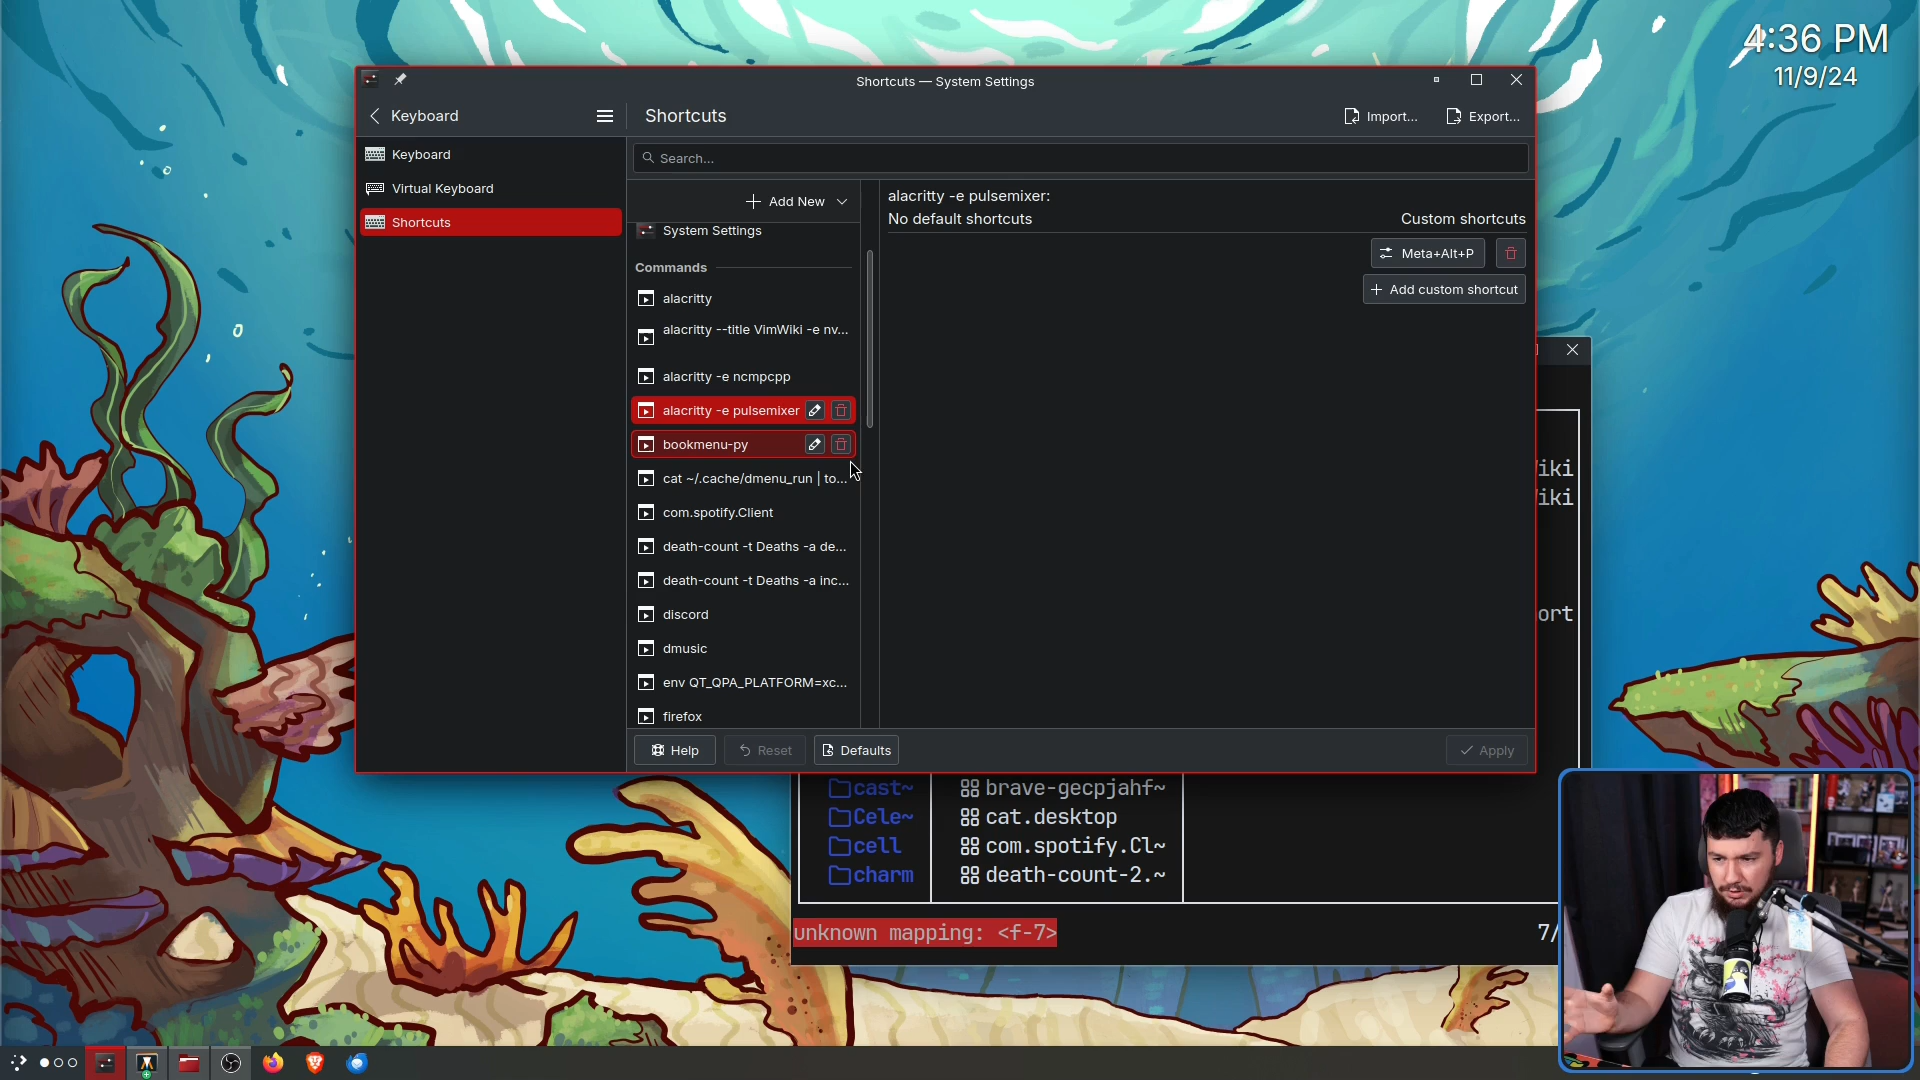 4:36 PM
11/9/24
Shortcuts — System Settings
Keyboard
Shortcuts
Import...
Export...
Keyboard
Virtual Keyboard
Shortcuts
Search...
Add New
System Settings
Commands
alacritty
alacritty --title VimWiki -e nv...
alacritty -e ncmpcpp
alacritty -e pulsemixer
bookmenu-py
cat ~/.cache/dmenu_run | to...
com.spotify.Client
death-count -t Deaths -a de...
death-count -t Deaths -a inc...
discord
dmusic
env QT_QPA_PLATFORM=xc...
firefox
alacritty -e pulsemixer:
No default shortcuts
Custom shortcuts
Meta+Alt+P
Add custom shortcut
Help
Reset
Defaults
Apply
iki
iki
ort
cast~
brave-gecpjahf~
Cele~
cat.desktop
cell
com.spotify.Cl~
charm
death-count-2.~
unknown mapping: <f-7>
7/